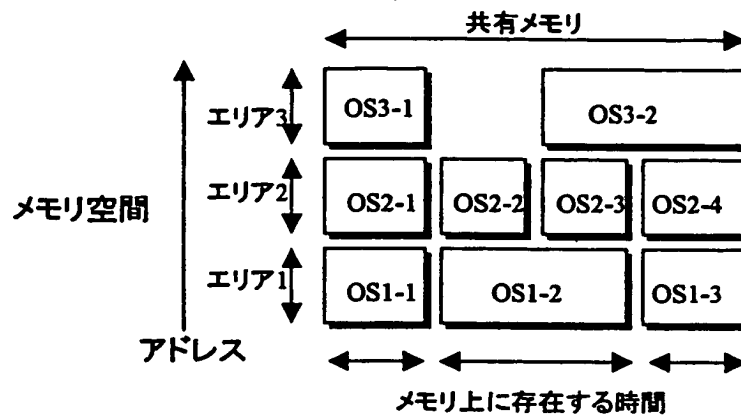 共有メモリ
エリア3
OS3-1
OS3-2
メモリ空間
エリア2
OS2-1
OS2-2
OS2-3
OS2-4
エリア1
OS1-1
OS1-2
OS1-3
アドレス
メモリ上に存在する時間